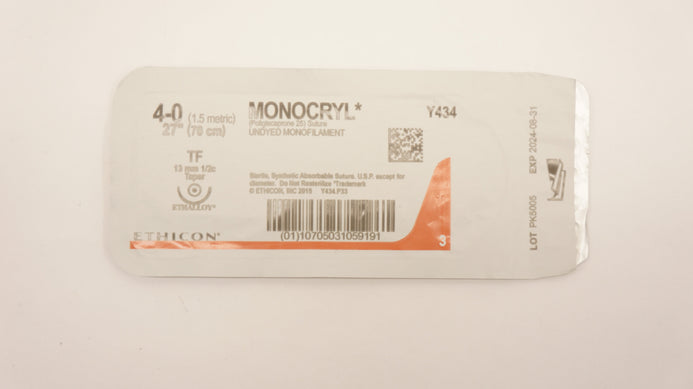 4-0 (1.5 metric)
27" (70 cm)
TF
13 mm 1/2c
Taper
ETHALLOY*
ETHICON*
MONOCRYL*
(Poliglecaprone 25) Suture
UNDYED MONOFILAMENT
Y434
Sterile, Synthetic Absorbable Suture. U.S.P. except for
diameter. Do Not Resterilize *Trademark
© ETHICON, INC 2015 Y434.P33
(01)10705031059191
3
LOT PK5005 EXP 2024-08-31